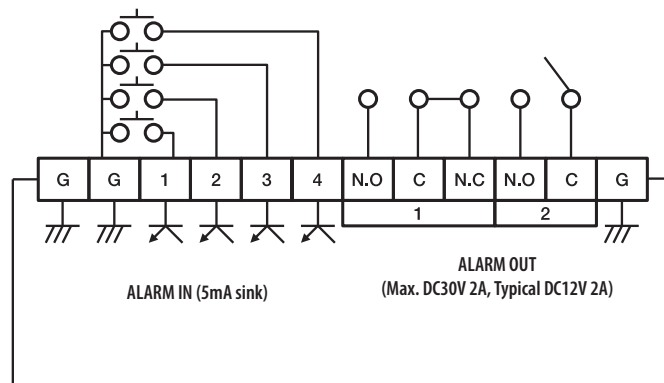 G G 1 2 3 4 N.O C N.C N.O C G
1 2
ALARM IN (5mA sink)
ALARM OUT
(Max. DC30V 2A, Typical DC12V 2A)